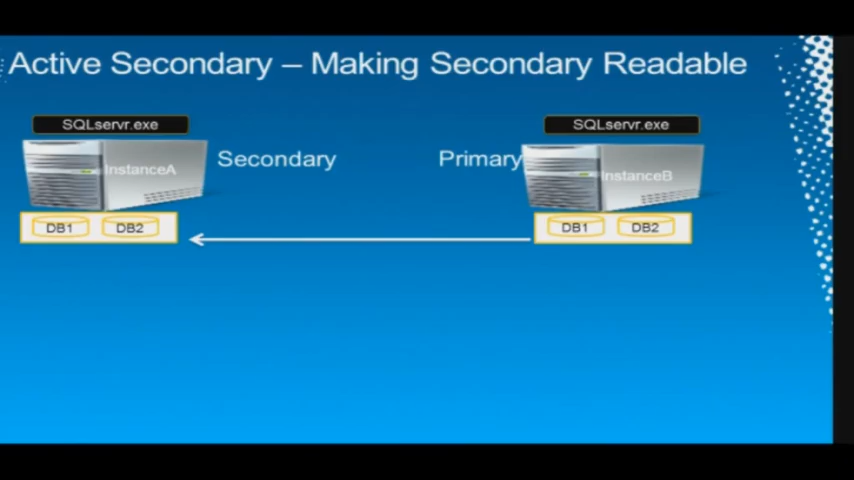 Active Secondary – Making Secondary Readable
SQLservr.exe
SQLservr.exe
InstanceA
Secondary
Primary
InstanceB
DB1
DB2
DB1
DB2